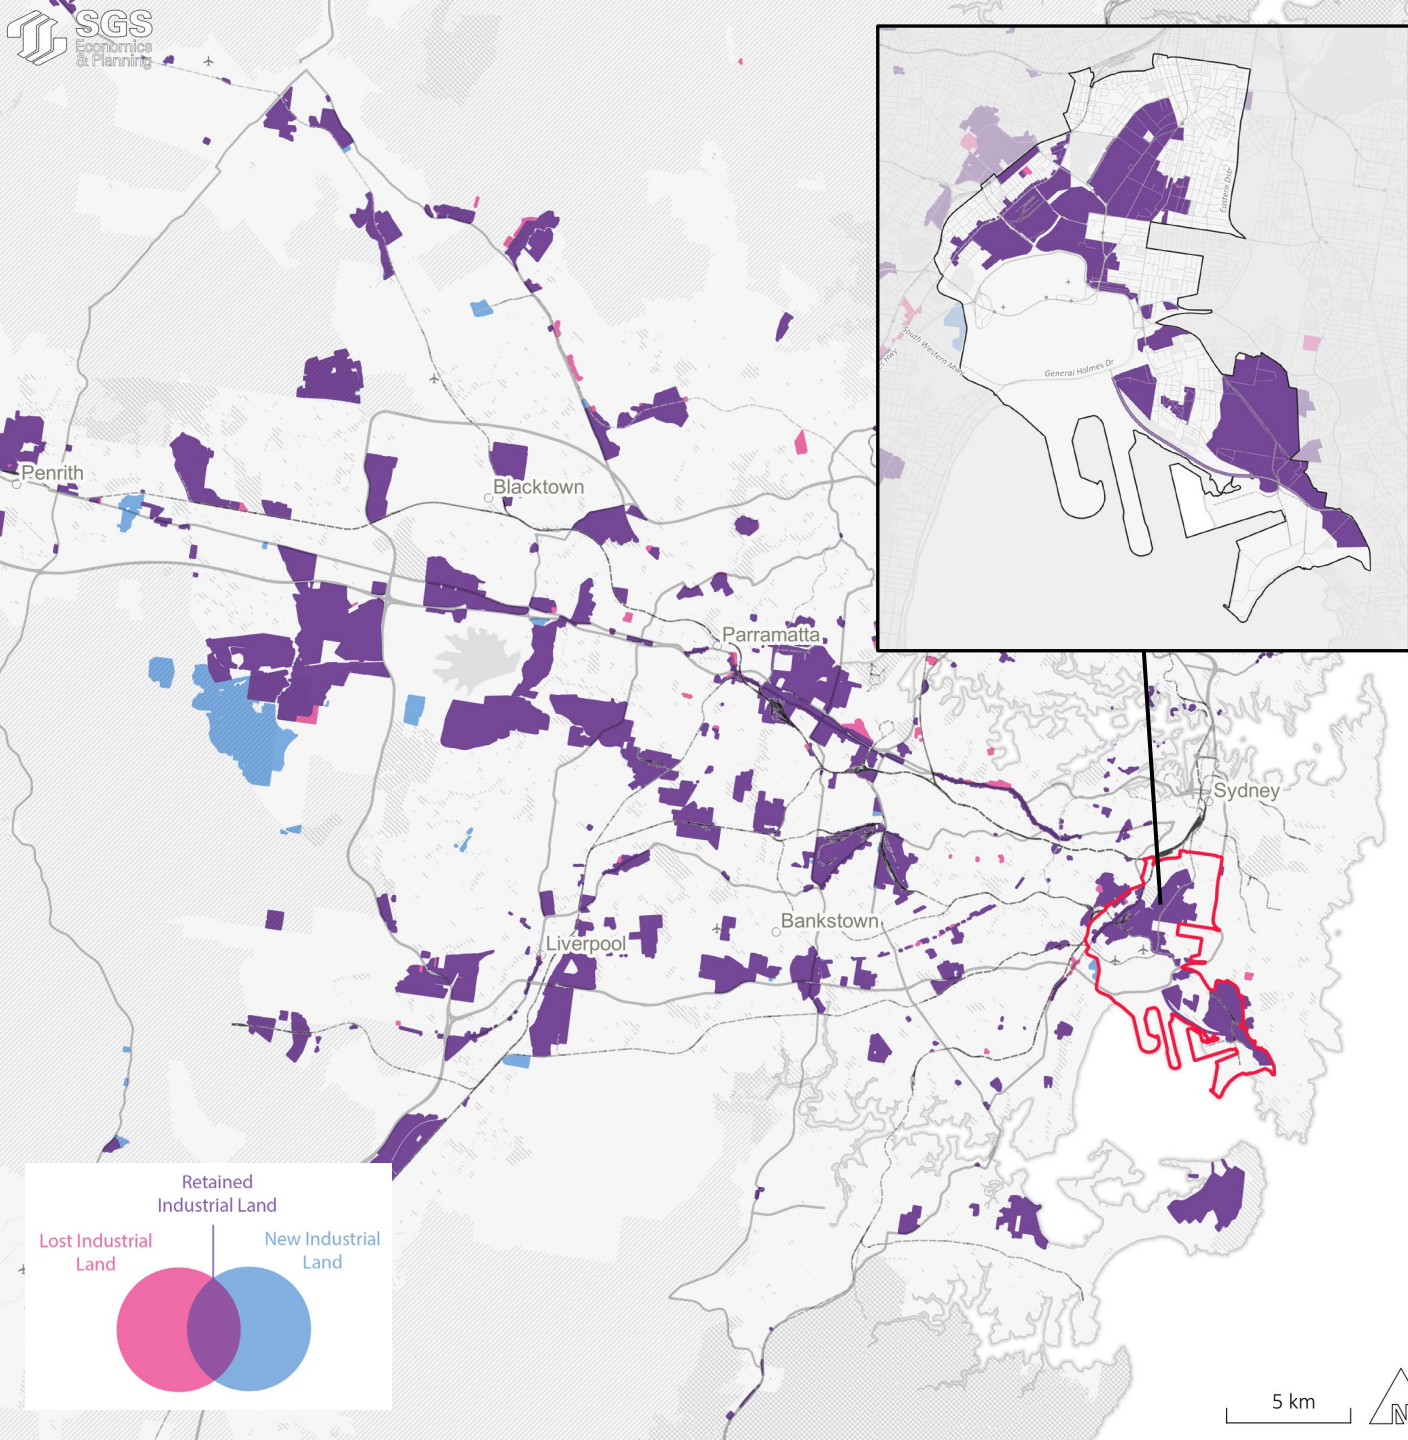 SGS
Economics
& Planning
Eastern Dstr
South Western Mwy
Hwy
General Holmes Dr
Penrith
Blacktown
Parramatta
Sydney
Bankstown
Liverpool
Retained
Industrial Land
Lost Industrial
Land
New Industrial
Land
5 km
N